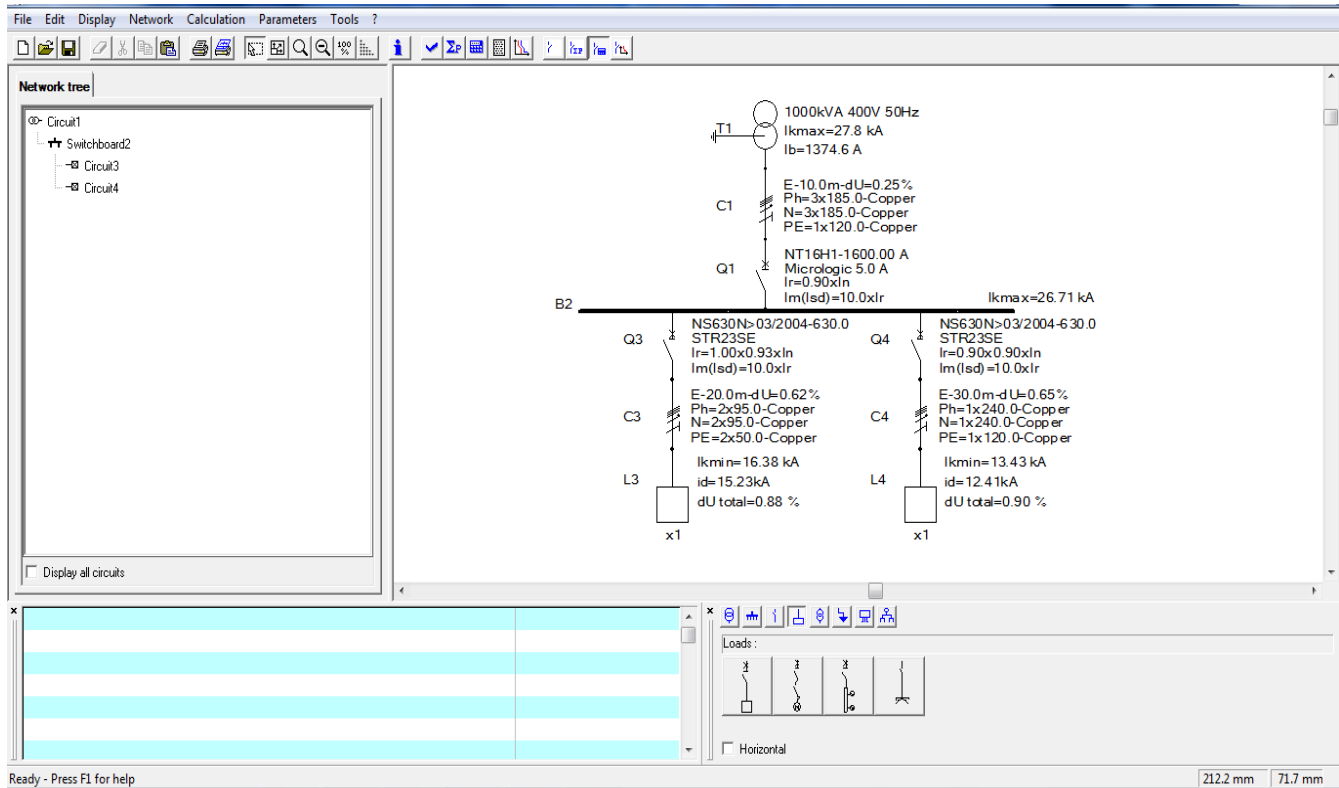 File Edit Display Network Calculation Parameters Tools ?
100 %
ΣP
Network tree
Circuit1
Switchboard2
Circuit3
Circuit4
Display all circuits
T1
1000kVA 400V 50Hz
Ikmax=27.8 kA
Ib=1374.6 A
C1
E-10.0m-dU=0.25%
Ph=3x185.0-Copper
N=3x185.0-Copper
PE=1x120.0-Copper
Q1
NT16H1-1600.00 A
Micrologic 5.0 A
Ir=0.90xIn
Im(Isd)=10.0xIr
B2
Ikmax=26.71 kA
Q3
NS630N>03/2004-630.0
STR23SE
Ir=1.00x0.93xIn
Im(Isd)=10.0xIr
C3
E-20.0m-dU=0.62%
Ph=2x95.0-Copper
N=2x95.0-Copper
PE=2x50.0-Copper
L3
Ikmin=16.38 kA
id=15.23kA
dU total=0.88 %
x1
Q4
NS630N>03/2004-630.0
STR23SE
Ir=0.90x0.90xIn
Im(Isd)=10.0xIr
C4
E-30.0m-dU=0.65%
Ph=1x240.0-Copper
N=1x240.0-Copper
PE=1x120.0-Copper
L4
Ikmin=13.43 kA
id=12.41kA
dU total=0.90 %
x1
Loads :
Horizontal
Ready - Press F1 for help
212.2 mm 71.7 mm